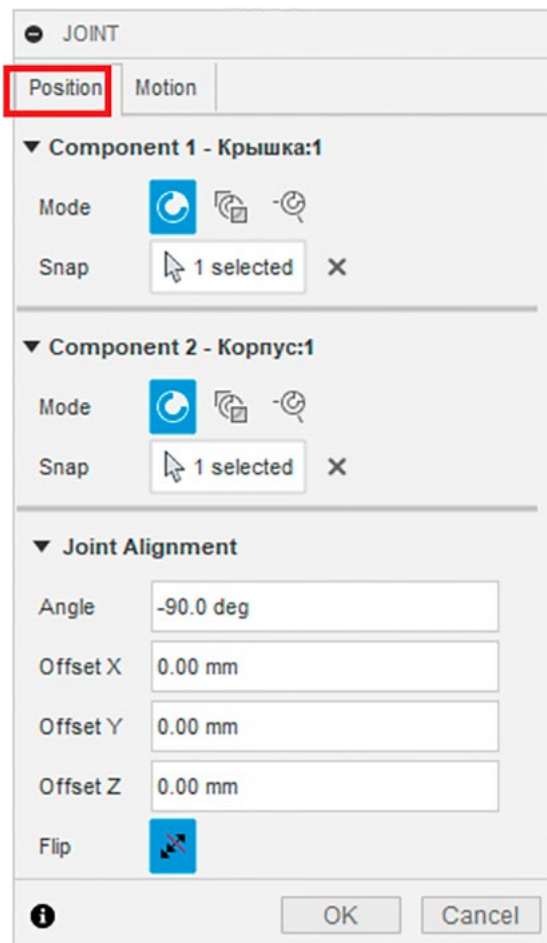 JOINT
Position Motion
Component 1 - Крышка:1
Mode
Snap 1 selected
Component 2 - Корпус:1
Mode
Snap 1 selected
Joint Alignment
Angle -90.0 deg
Offset X 0.00 mm
Offset Y 0.00 mm
Offset Z 0.00 mm
Flip
OK Cancel